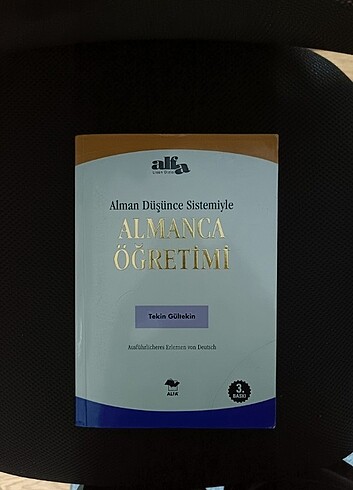 alfa
Alman Düşünce Sistemiyle
ALMANCA
ÖĞRETİMİ
Tekin Gültekin
Ausführlicheres Erlernen von Deutsch
3.
BASKI
ALFA